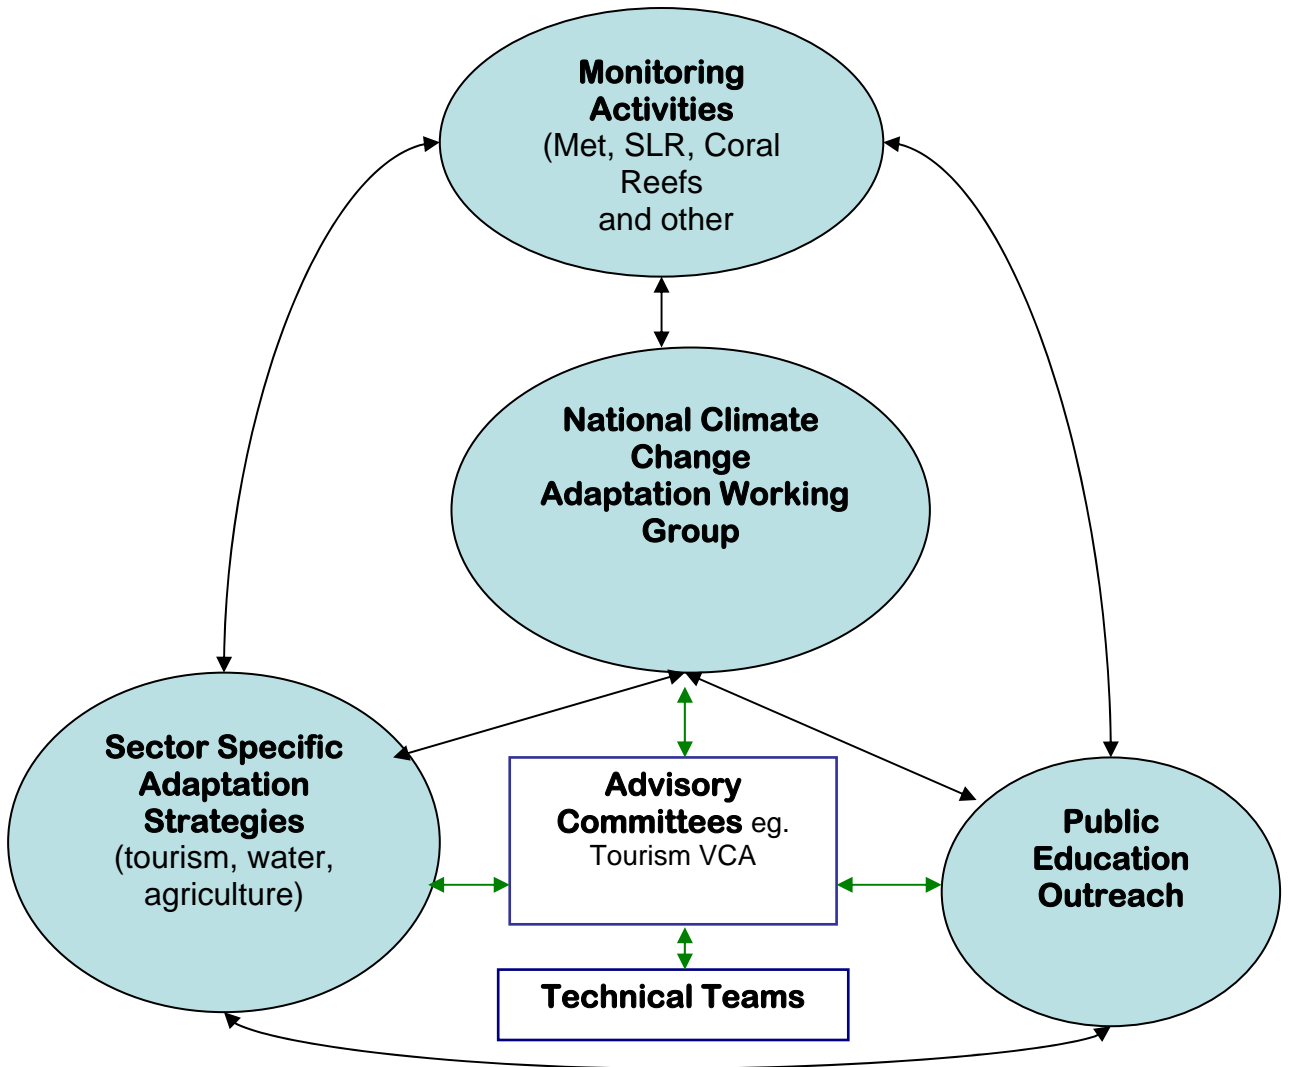 Monitoring
Activities
(Met, SLR, Coral
Reefs
and other
National Climate
Change
Adaptation Working
Group
Sector Specific
Adaptation
Strategies
(tourism, water,
agriculture)
Advisory
Committees eg.
Tourism VCA
Public
Education
Outreach
Technical Teams